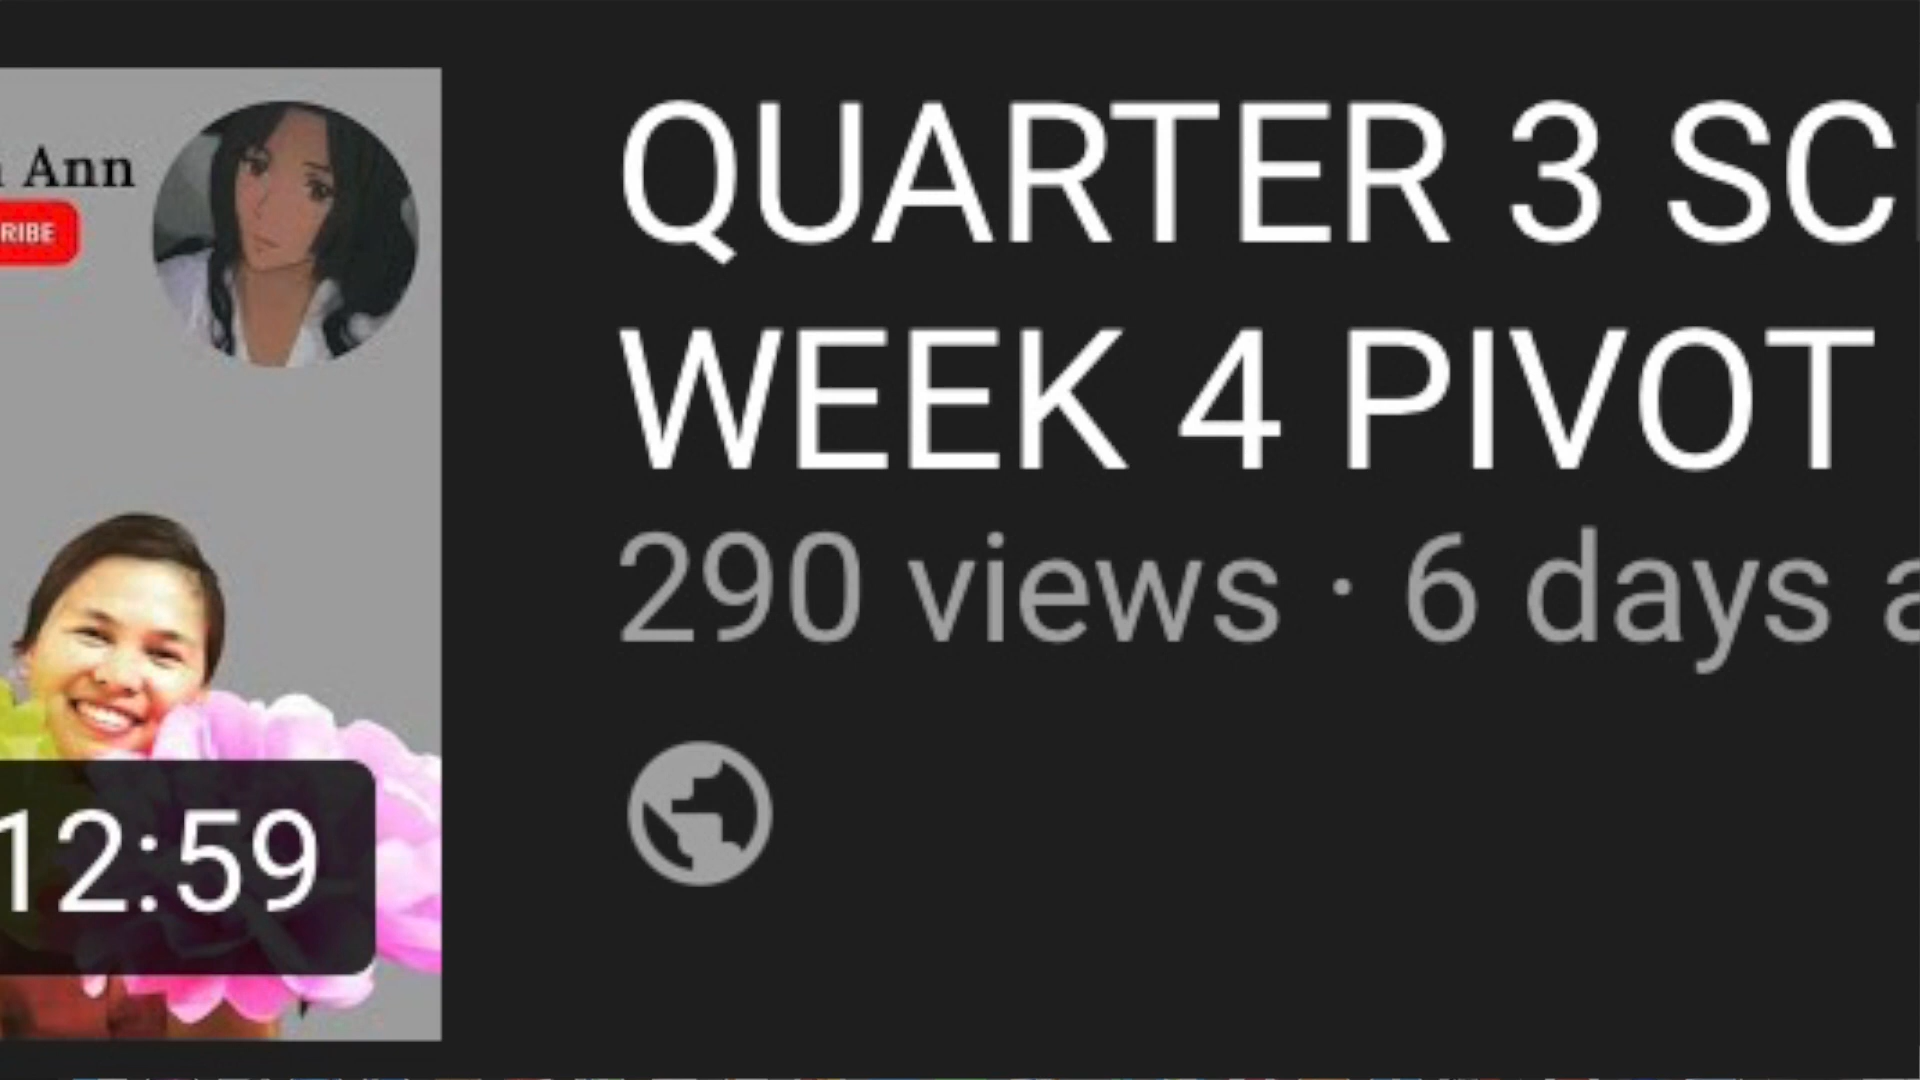 Ann
RIBE
12:59
QUARTER 3 SC
WEEK 4 PIVOT
290 views · 6 days a